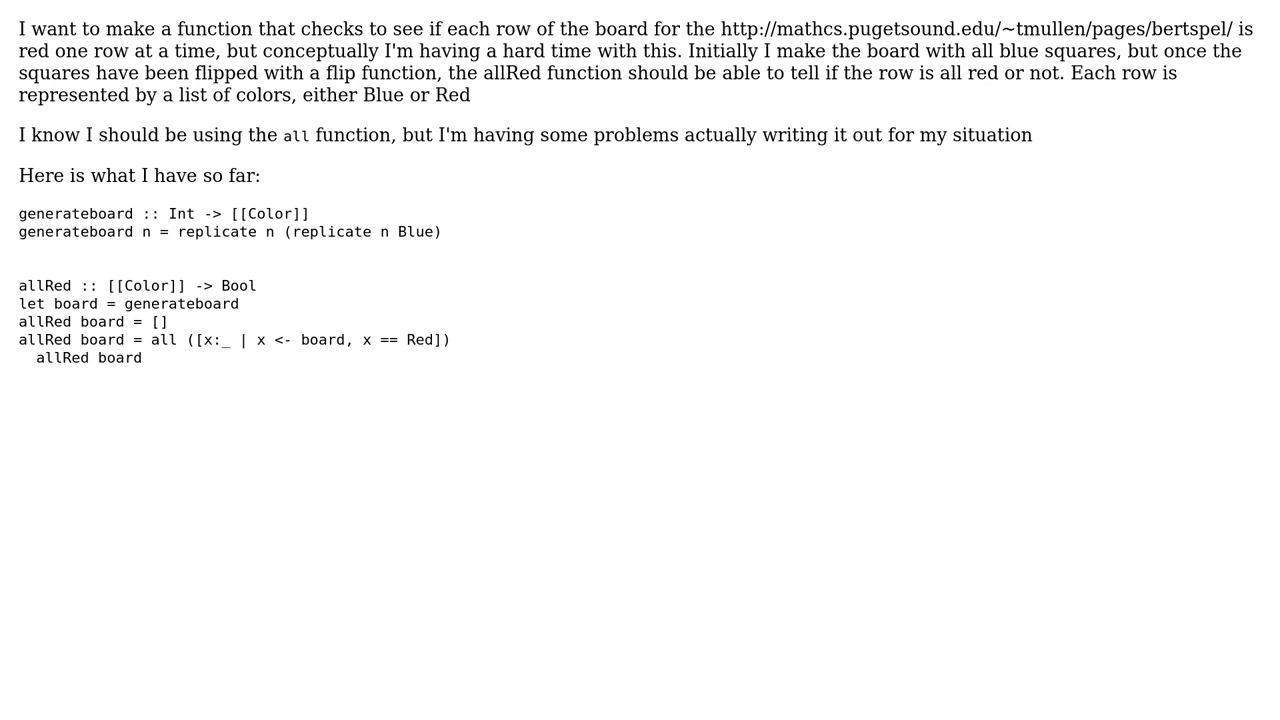 I want to make a function that checks to see if each row of the board for the http://mathcs.pugetsound.edu/~tmullen/pages/bertspel/ is
red one row at a time, but conceptually I'm having a hard time with this. Initially I make the board with all blue squares, but once the
squares have been flipped with a flip function, the allRed function should be able to tell if the row is all red or not. Each row is
represented by a list of colors, either Blue or Red
I know I should be using the all function, but I'm having some problems actually writing it out for my situation
Here is what I have so far:
generateboard :: Int -> [[Color]]
generateboard n = replicate n (replicate n Blue)
allRed :: [[Color]] -> Bool
let board = generateboard
allRed board = []
allRed board = all ([x:_ | x <- board, x == Red])
  allRed board